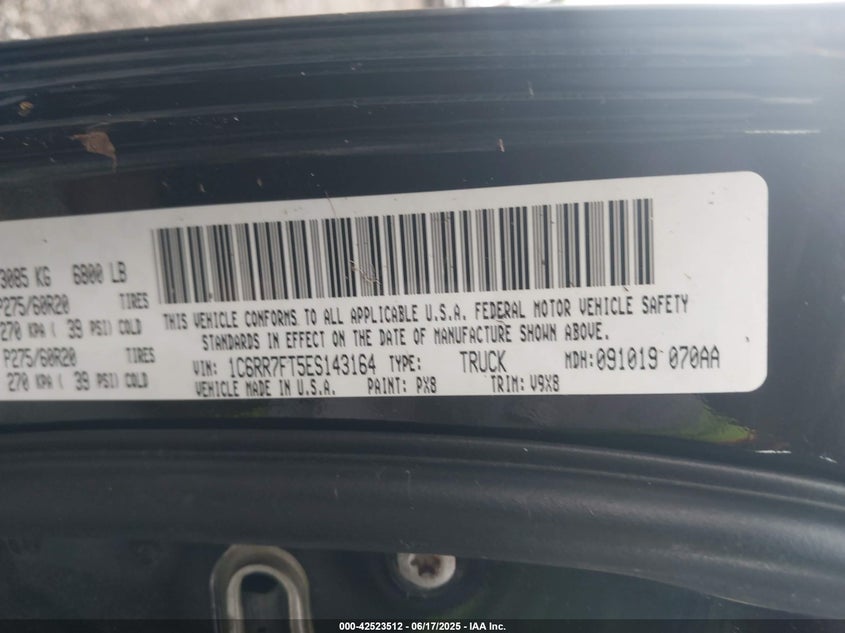 3085 KG 6800 LB
P275/60R20 TIRES
270 KPA ( 39 PSI) COLD
P275/60R20 TIRES
270 KPA ( 39 PSI) COLD
THIS VEHICLE CONFORMS TO ALL APPLICABLE U.S.A. FEDERAL MOTOR VEHICLE SAFETY
STANDARDS IN EFFECT ON THE DATE OF MANUFACTURE SHOWN ABOVE.
VIN: 1C6RR7FT5ES143164 TYPE: TRUCK MDH:091019 070AA
VEHICLE MADE IN U.S.A. PAINT: PX8 TRIM: V9X8
000-42523512 - 06/17/2025 - IAA Inc.